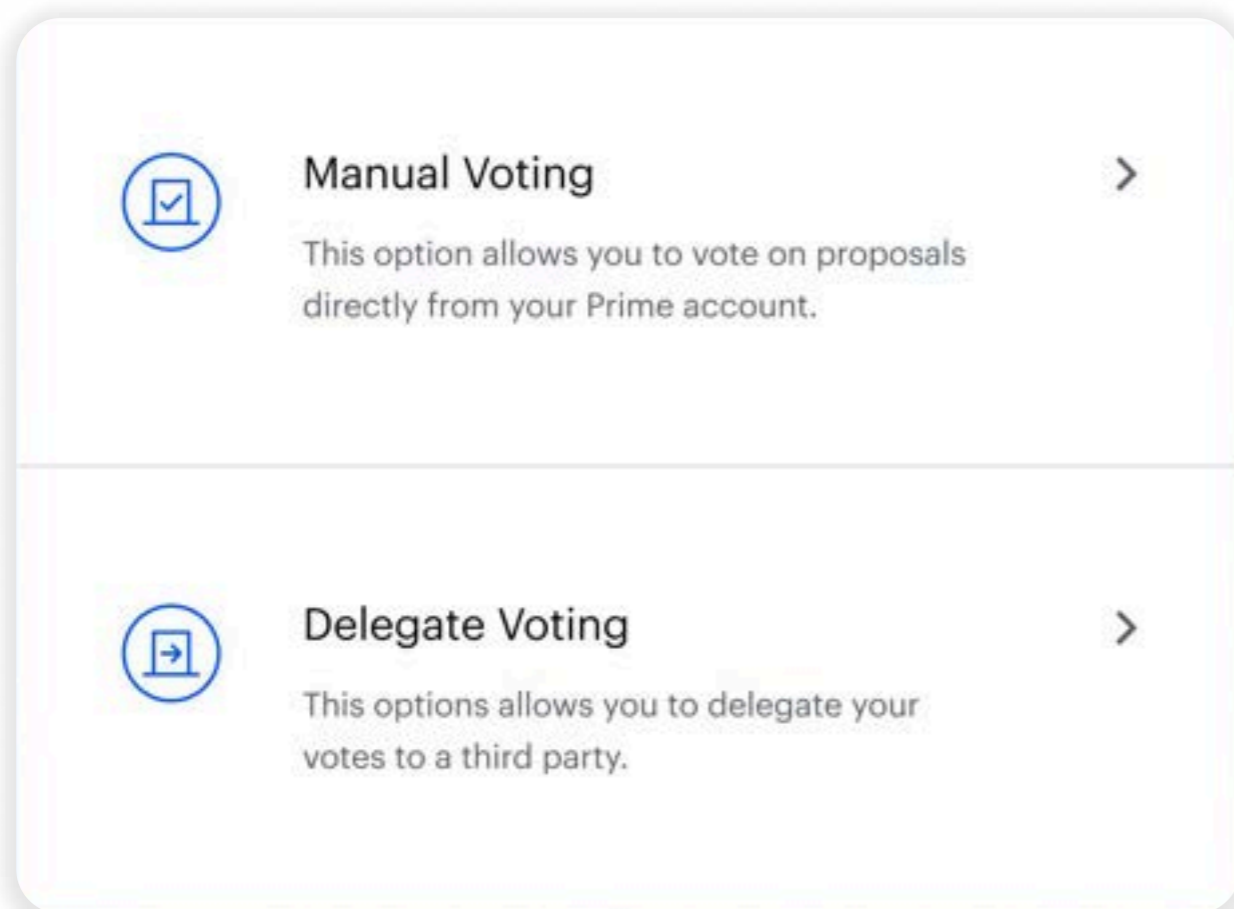 Manual Voting
This option allows you to vote on proposals
directly from your Prime account.
Delegate Voting
This options allows you to delegate your
votes to a third party.